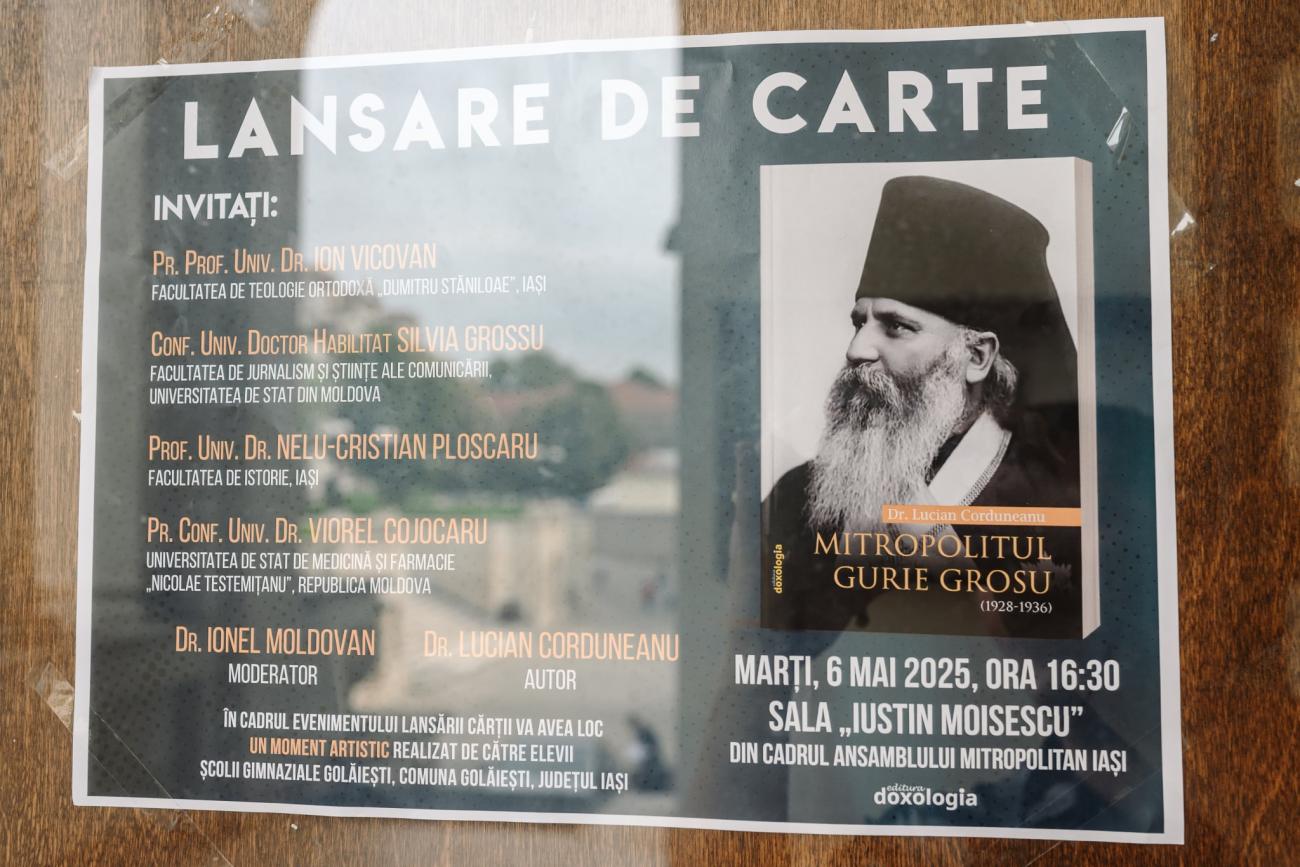 LANSARE DE CARTE
INVITAȚI:
Pr. Prof. Univ. Dr. ION VICOVAN
FACULTATEA DE TEOLOGIE ORTODOXĂ „DUMITRU STĂNILOAE”, IAȘI
Conf. Univ. Doctor Habilitat SILVIA GROSSU
FACULTATEA DE JURNALISM ȘI ȘTIINȚE ALE COMUNICĂRII,
UNIVERSITATEA DE STAT DIN MOLDOVA
Prof. Univ. Dr. NELU-CRISTIAN PLOSCARU
FACULTATEA DE ISTORIE, IAȘI
Pr. Conf. Univ. Dr. VIOREL COJOCARU
UNIVERSITATEA DE STAT DE MEDICINĂ ȘI FARMACIE
„NICOLAE TESTEMIȚANU”, REPUBLICA MOLDOVA
Dr. IONEL MOLDOVAN
MODERATOR
Dr. LUCIAN CORDUNEANU
AUTOR
ÎN CADRUL EVENIMENTULUI LANSĂRII CĂRȚII VA AVEA LOC
UN MOMENT ARTISTIC REALIZAT DE CĂTRE ELEVII
ȘCOLII GIMNAZIALE GOLĂIEȘTI, COMUNA GOLĂIEȘTI, JUDEȚUL IAȘI
Dr. Lucian Corduneanu
MITROPOLITUL
GURIE GROSU
(1928-1936)
editura
doxologia
MARȚI, 6 MAI 2025, ORA 16:30
SALA „IUSTIN MOISESCU”
DIN CADRUL ANSAMBLULUI MITROPOLITAN IAȘI
editura
doxologia